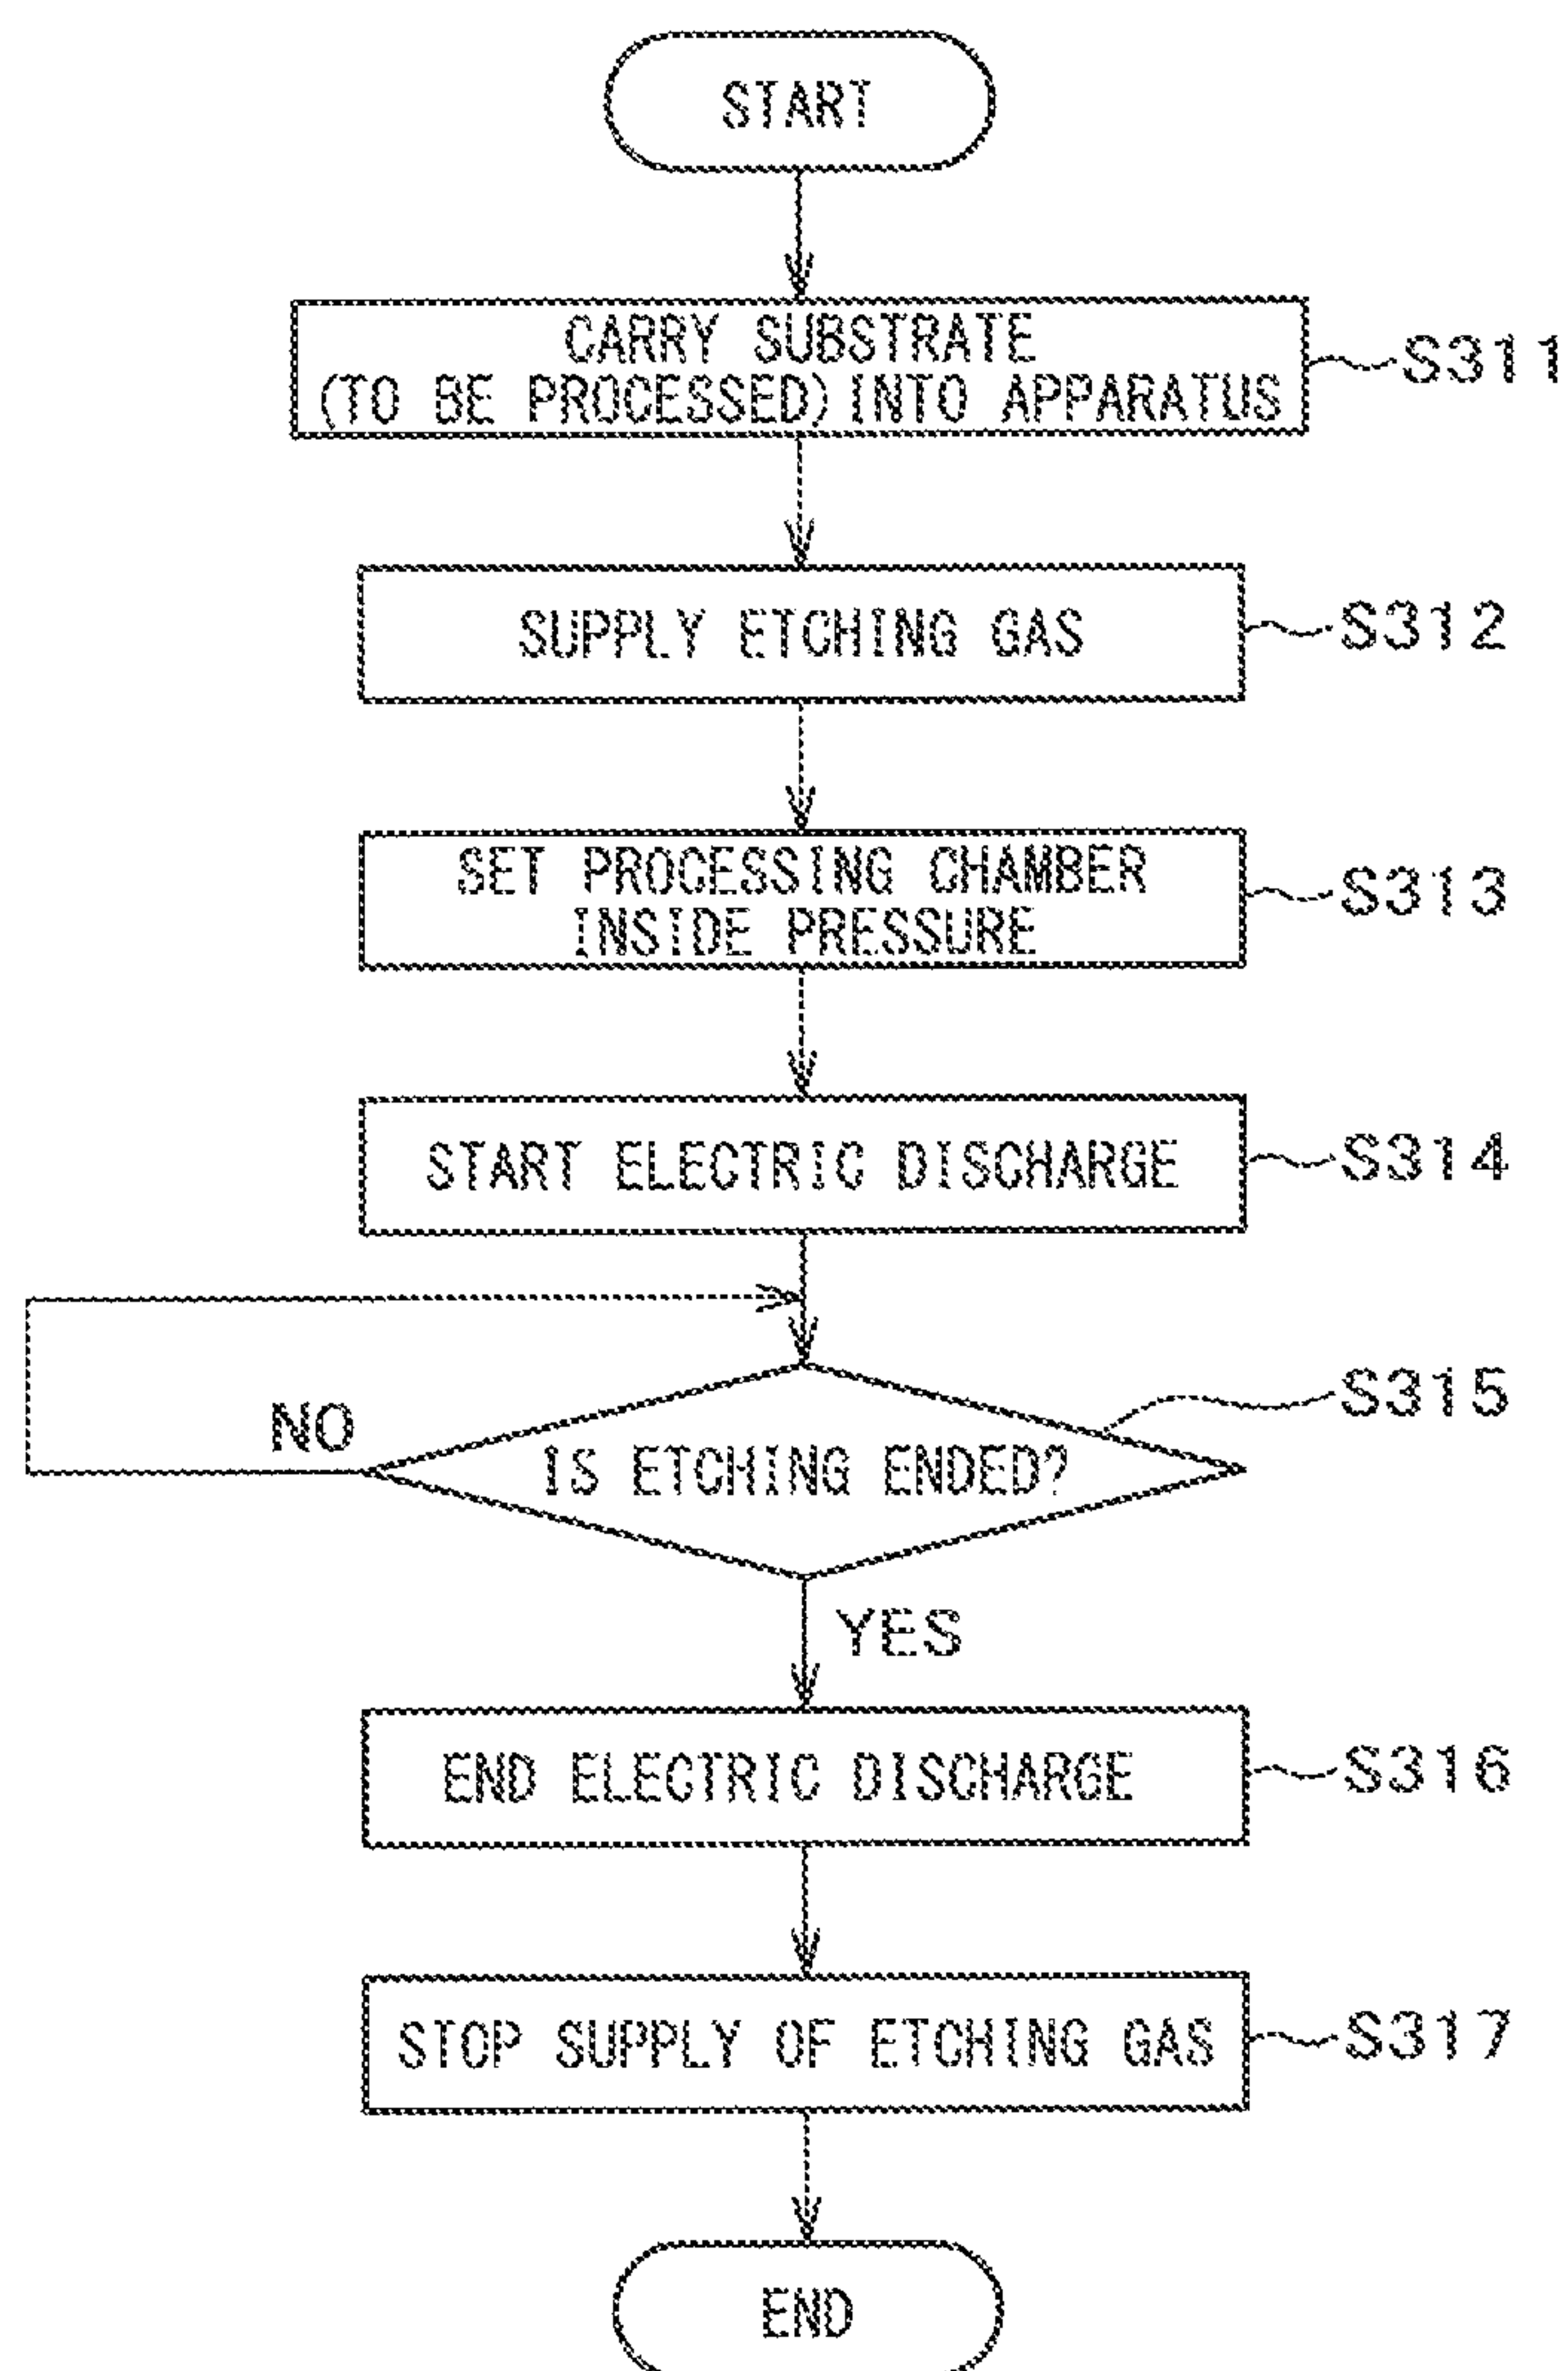 START
CARRY SUBSTRATE
(TO BE PROCESSED) INTO APPARATUS
S311
SUPPLY ETCHING GAS
S312
SET PROCESSING CHAMBER
INSIDE PRESSURE
S313
START ELECTRIC DISCHARGE
S314
S315
NO
IS ETCHING ENDED?
YES
END ELECTRIC DISCHARGE
S316
STOP SUPPLY OF ETCHING GAS
S317
END